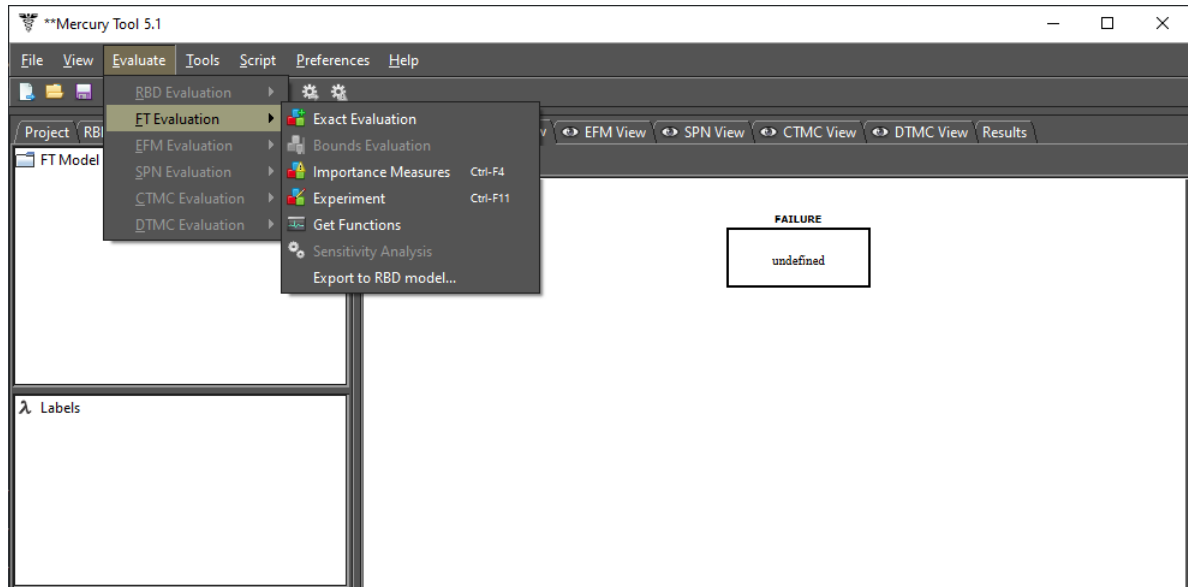 **Mercury Tool 5.1
File View Evaluate Tools Script Preferences Help
RBD Evaluation
FT Evaluation
EFM Evaluation
SPN Evaluation
CTMC Evaluation
DTMC Evaluation
Exact Evaluation
Bounds Evaluation
Importance Measures Ctrl-F4
Experiment Ctrl-F11
Get Functions
Sensitivity Analysis
Export to RBD model...
Project EFM View SPN View CTMC View DTMC View Results
FT Model
FAILURE
undefined
λ Labels